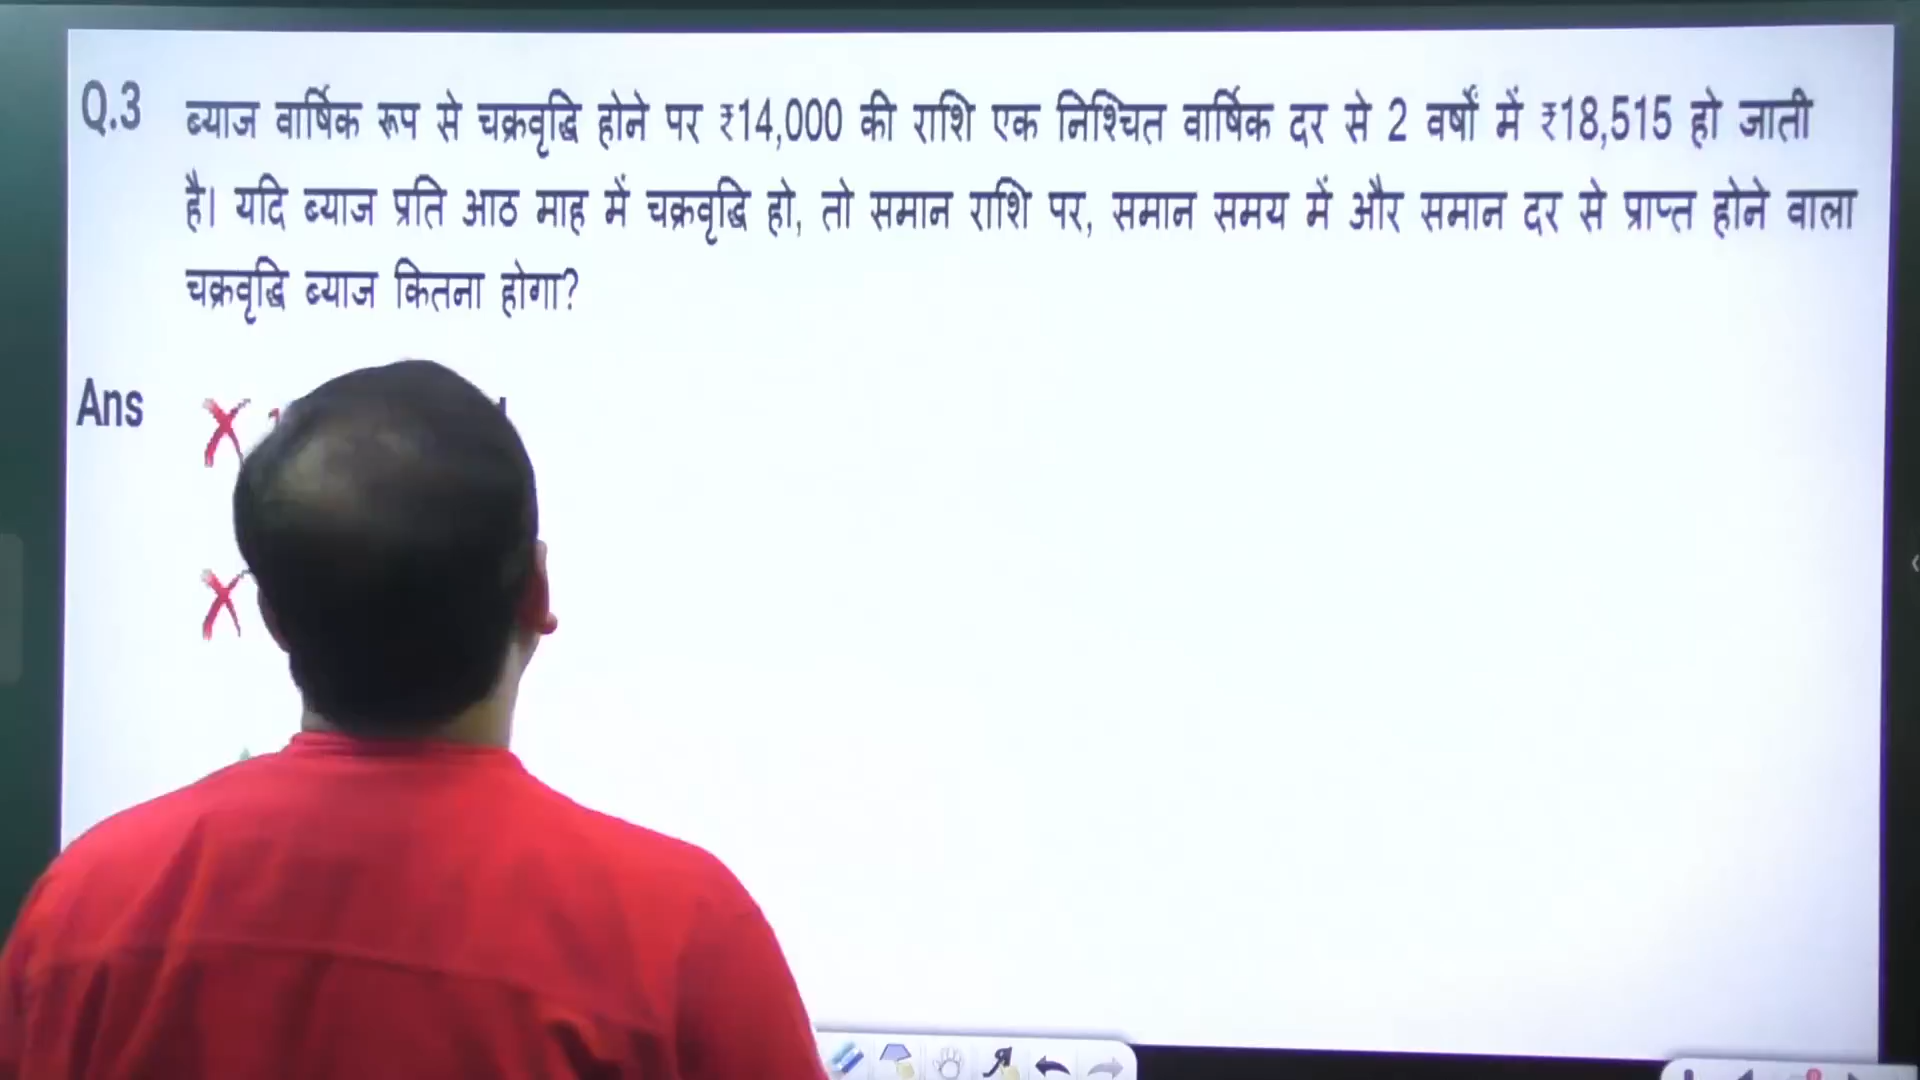 Q.3 ब्याज वार्षिक रूप से चक्रवृद्धि होने पर ₹14,000 की राशि एक निश्चित वार्षिक दर से 2 वर्षों में ₹18,515 हो जाती
है। यदि ब्याज प्रति आठ माह में चक्रवृद्धि हो, तो समान राशि पर, समान समय में और समान दर से प्राप्त होने वाला
चक्रवृद्धि ब्याज कितना होगा?
Ans